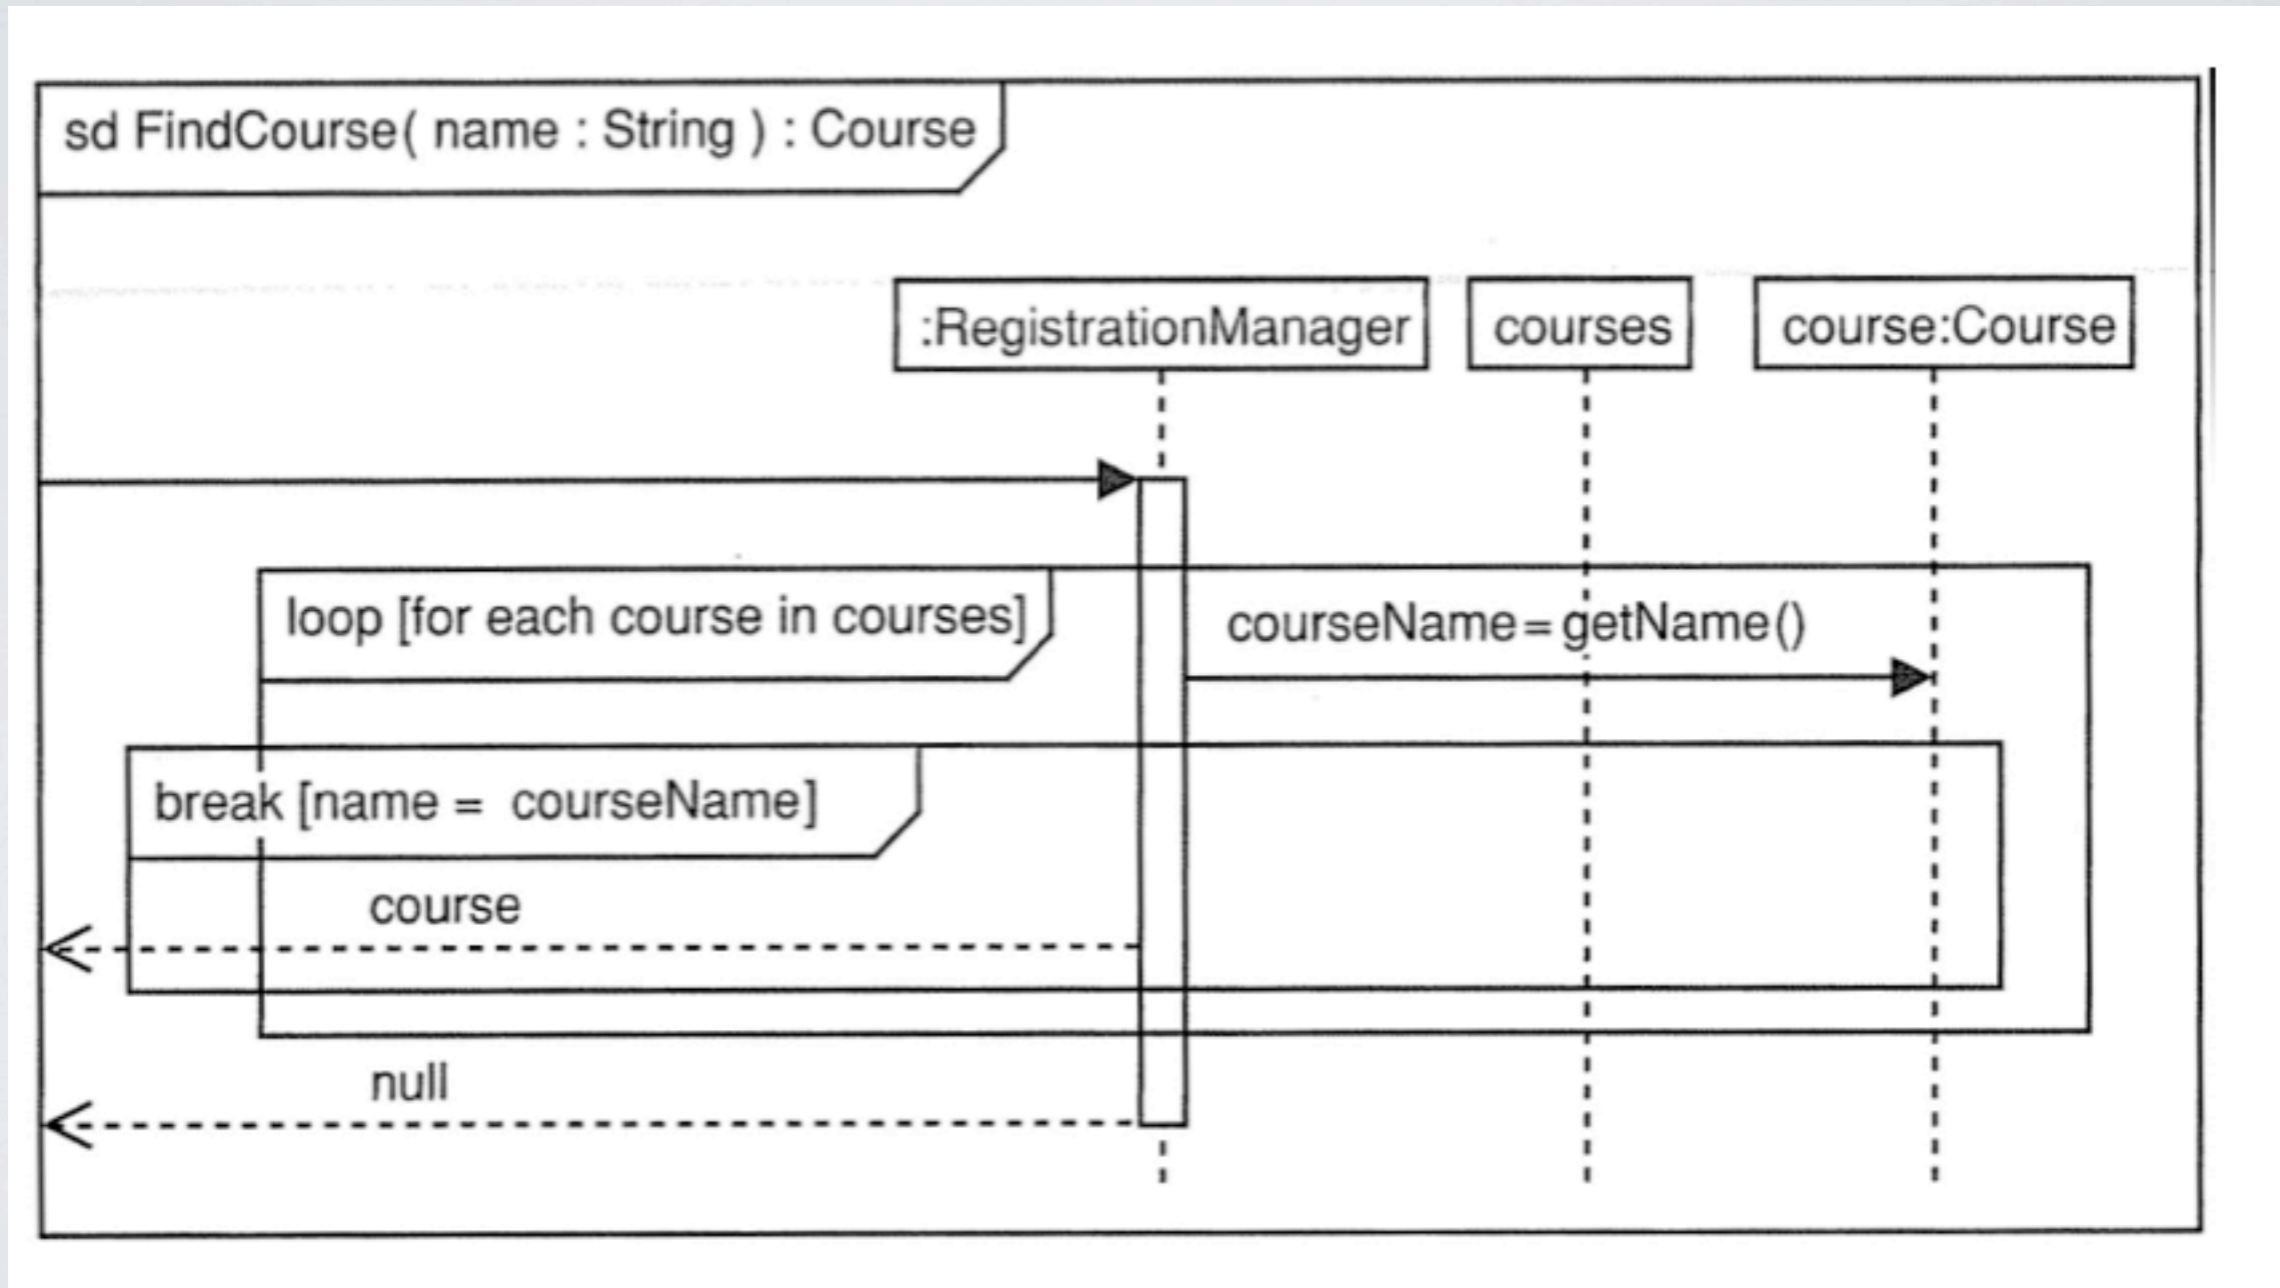 sd FindCourse( name : String ) : Course
:RegistrationManager
courses
course:Course
loop [for each course in courses]
courseName=getName()
break [name = courseName]
course
null